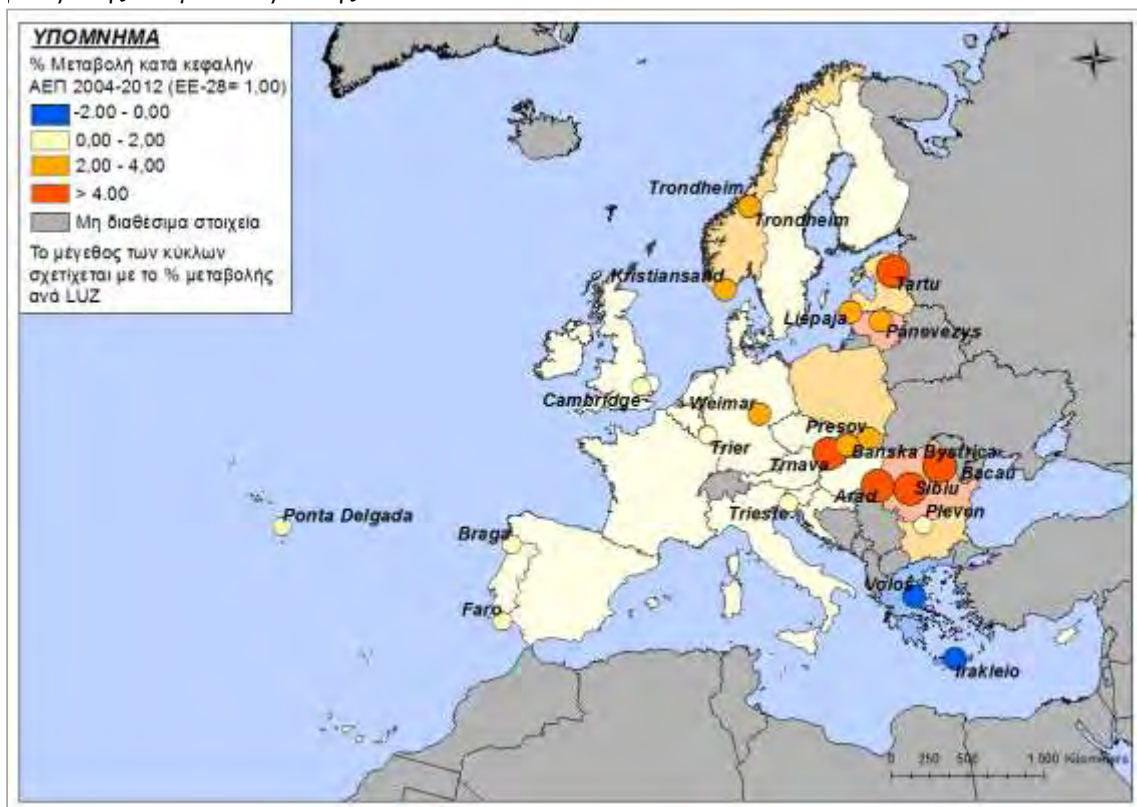 ΥΠΟΜΝΗΜΑ
% Μεταβολή κατά κεφαλήν
ΑΕΠ 2004-2012 (ΕΕ-28= 1,00)
-2.00 - 0,00
0,00 - 2,00
2,00 - 4,00
> 4.00
Μη διαθέσιμα στοιχεία
Το μέγεθος των κύκλων
σχετίζεται με το % μεταβολής
ανά LUZ
Trondheim
Trondheim
Kristiansand
Tartu
Liepaja
Panevezys
Cambridge
Weimar
Presov
Trier
Banska Bystrica
Trnava
Bacau
Arad
Sibiu
Trieste
Pleven
Ponta Delgada
Braga
Faro
Volos
Irakleio
0 250 500 1 000 Kilometers